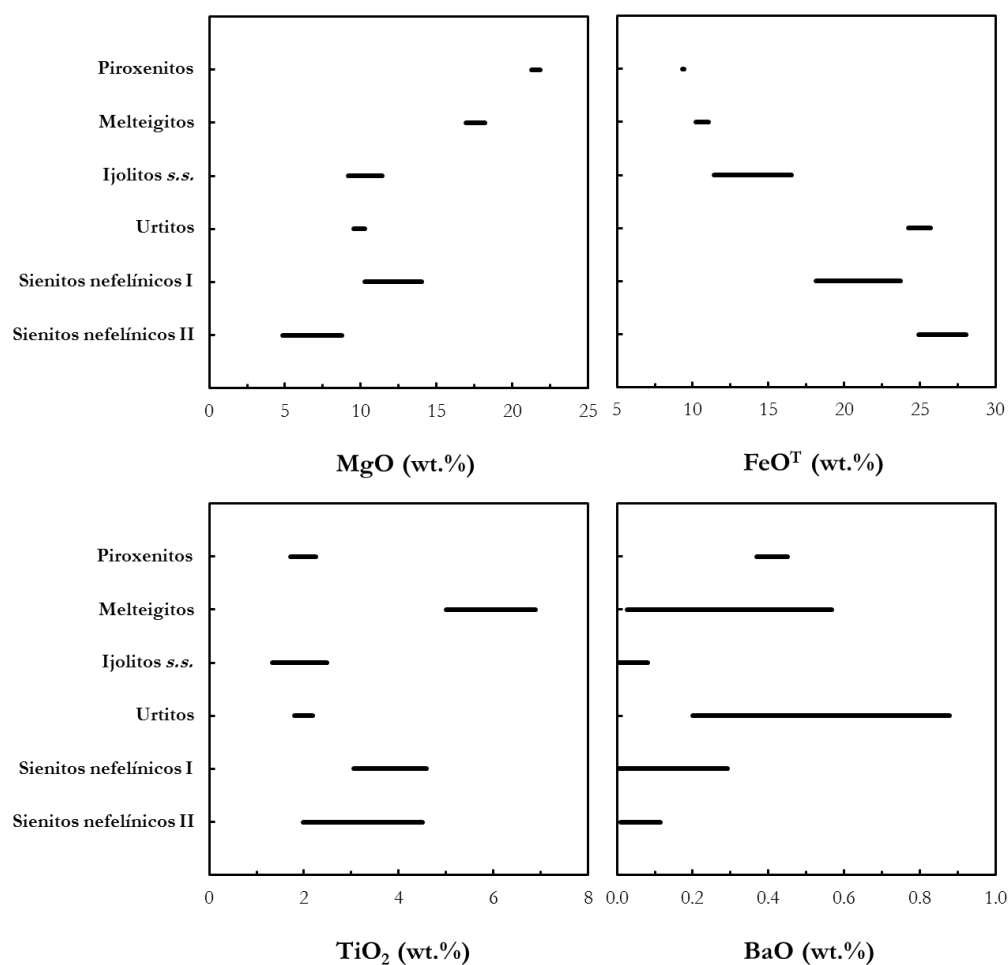 Piroxenitos
Melteigitos
Ijolitos s.s.
Urtitos
Sienitos nefelínicos I
Sienitos nefelínicos II
0 5 10 15 20 25
MgO (wt.%)
5 10 15 20 25 30
FeOᵀ (wt.%)
Piroxenitos
Melteigitos
Ijolitos s.s.
Urtitos
Sienitos nefelínicos I
Sienitos nefelínicos II
0 2 4 6 8
TiO₂ (wt.%)
0.0 0.2 0.4 0.6 0.8 1.0
BaO (wt.%)